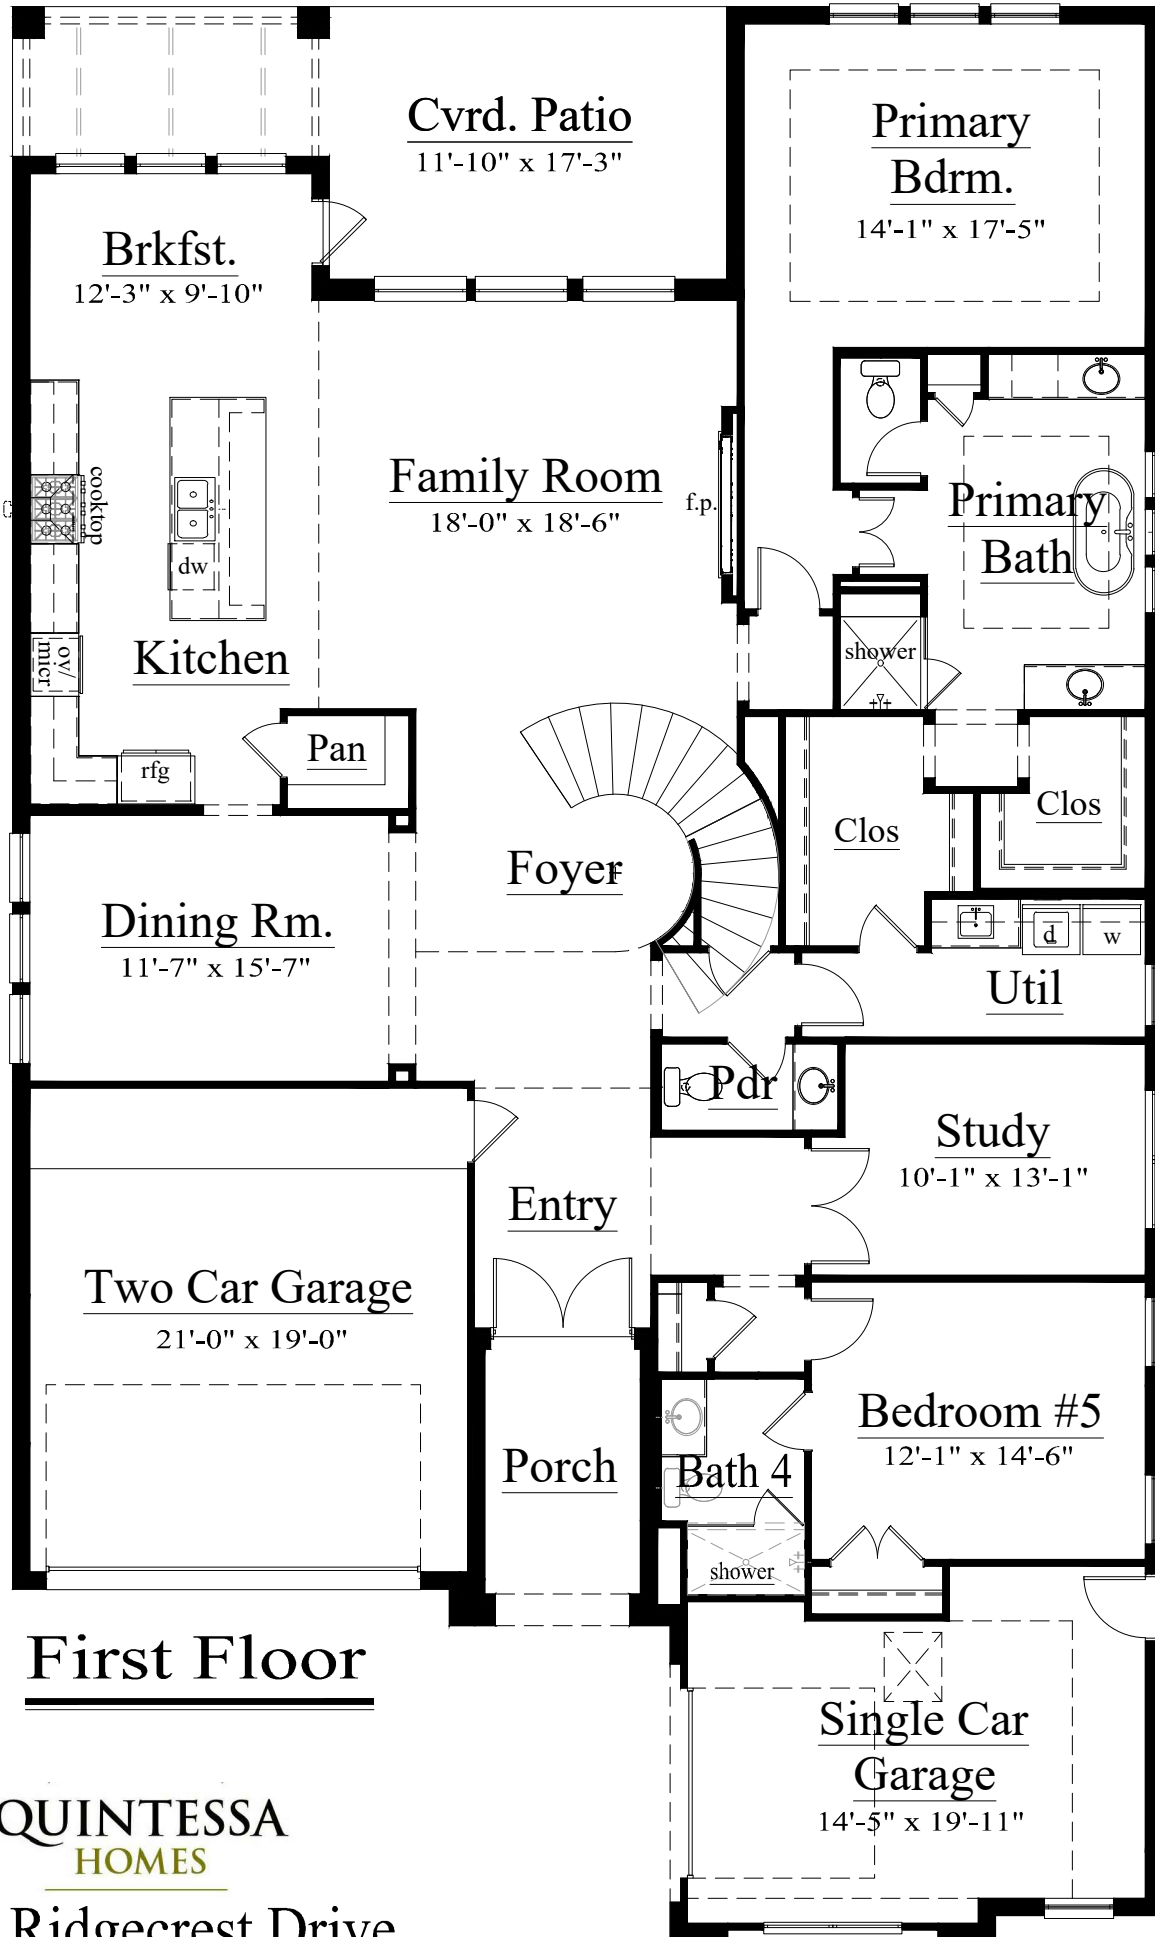 Cvrd. Patio
11'-10" x 17'-3"
Primary
Bdrm.
14'-1" x 17'-5"
Brkfst.
12'-3" x 9'-10"
cooktop
dw
ov/
micr
Kitchen
Family Room
18'-0" x 18'-6"
f.p.
Primary
Bath
shower
Pan
rfg
Foyer
Clos
Clos
Dining Rm.
11'-7" x 15'-7"
d
w
Util
Pdr
Study
10'-1" x 13'-1"
Entry
Two Car Garage
21'-0" x 19'-0"
Bedroom #5
12'-1" x 14'-6"
Porch
Bath 4
shower
First Floor
Single Car
Garage
14'-5" x 19'-11"
QUINTESSA
HOMES
Ridgecrest Drive